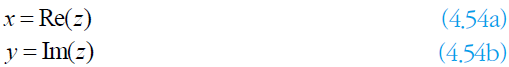 x = Re(z) (4.54a)
y = Im(z) (4.54b)